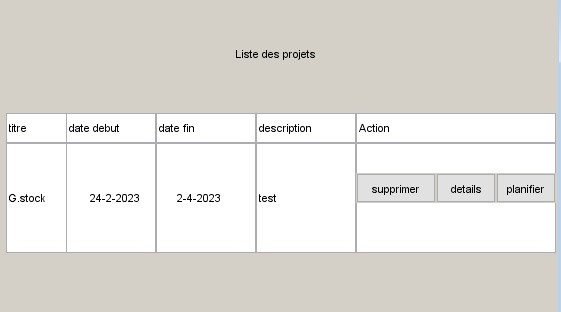 Liste des projets
titre date debut date fin description Action
G.stock 24-2-2023 2-4-2023 test supprimer details planifier